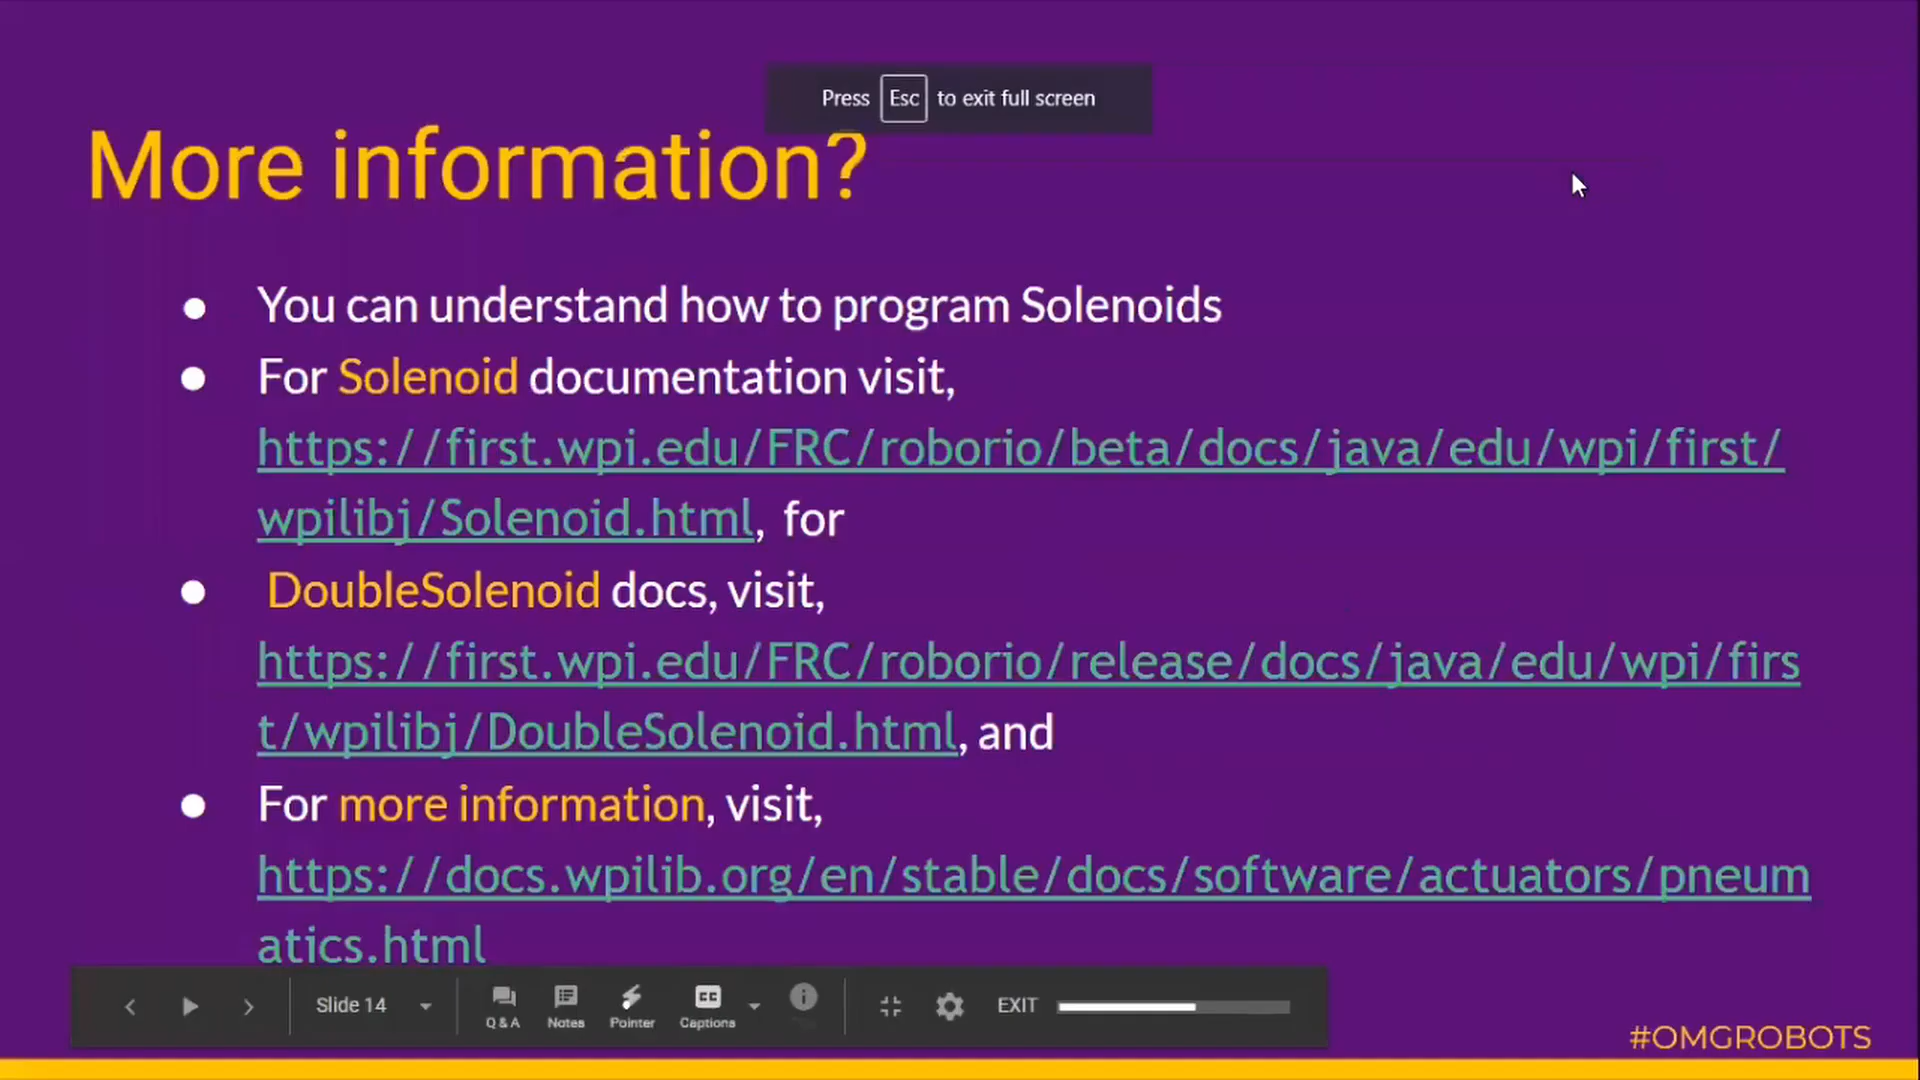 Press Esc to exit full screen
More information?
● You can understand how to program Solenoids
● For Solenoid documentation visit,
https://first.wpi.edu/FRC/roborio/beta/docs/java/edu/wpi/first/
wpilibj/Solenoid.html, for
● DoubleSolenoid docs, visit,
https://first.wpi.edu/FRC/roborio/release/docs/java/edu/wpi/firs
t/wpilibj/DoubleSolenoid.html, and
● For more information, visit,
https://docs.wpilib.org/en/stable/docs/software/actuators/pneum
atics.html
Slide 14
Q & A
Notes
Pointer
CC
Captions
EXIT
#OMGROBOTS